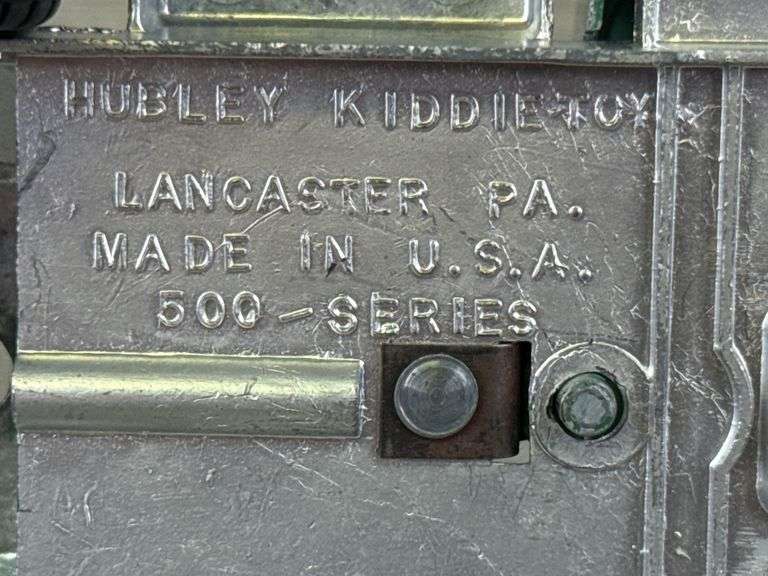 HUBLEY KIDDIE-TOY
LANCASTER PA.
MADE IN U.S.A.
500-SERIES